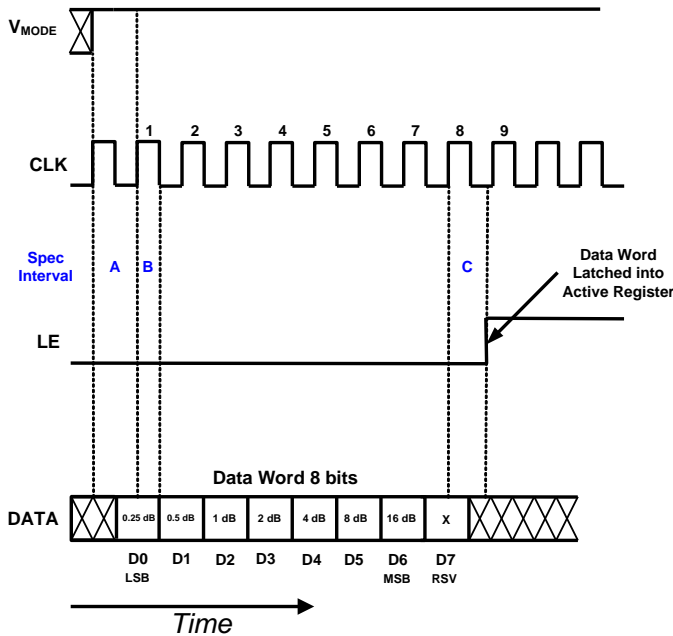 VMODE
1 2 3 4 5 6 7 8 9
CLK
Spec
Interval
A B C
Data Word
Latched into
Active Register
LE
Data Word 8 bits
DATA
0.25 dB 0.5 dB 1 dB 2 dB 4 dB 8 dB 16 dB X
D0 D1 D2 D3 D4 D5 D6 D7
LSB MSB RSV
Time